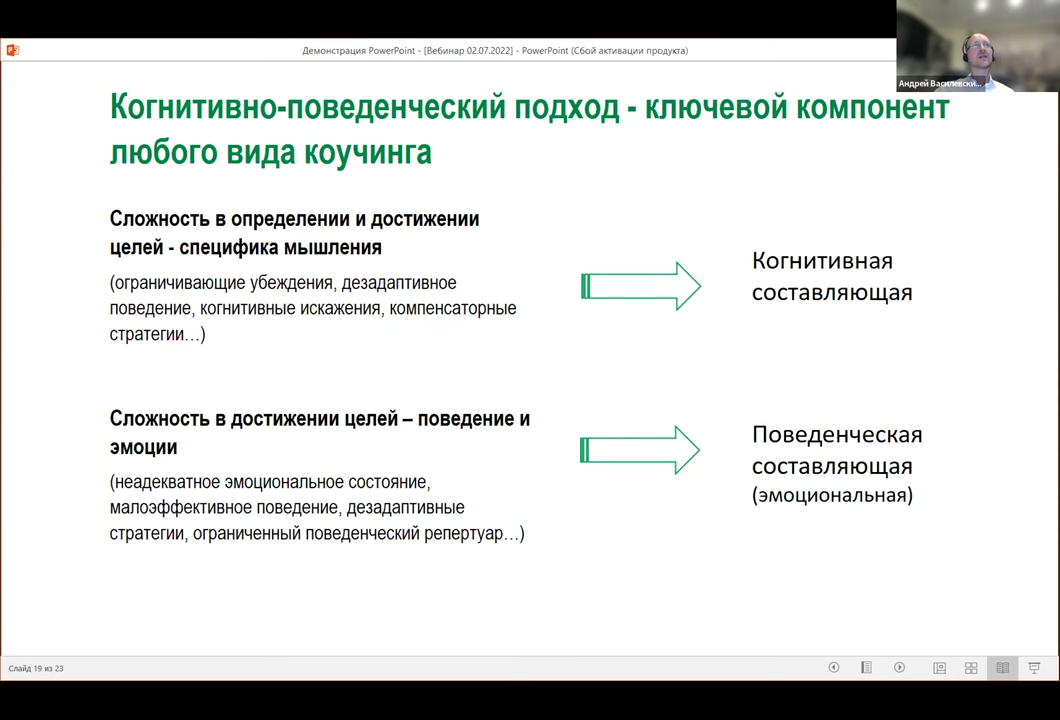 Демонстрация PowerPoint - [Вебинар 02.07.2022] - PowerPoint (Сбой активации продукта)
Андрей Василевски...
Когнитивно-поведенческий подход - ключевой компонент
любого вида коучинга
Сложность в определении и достижении
целей - специфика мышления
(ограничивающие убеждения, дезадаптивное
поведение, когнитивные искажения, компенсаторные
стратегии…)
Когнитивная
составляющая
Сложность в достижении целей – поведение и
эмоции
(неадекватное эмоциональное состояние,
малоэффективное поведение, дезадаптивные
стратегии, ограниченный поведенческий репертуар…)
Поведенческая
составляющая
(эмоциональная)
Слайд 19 из 23